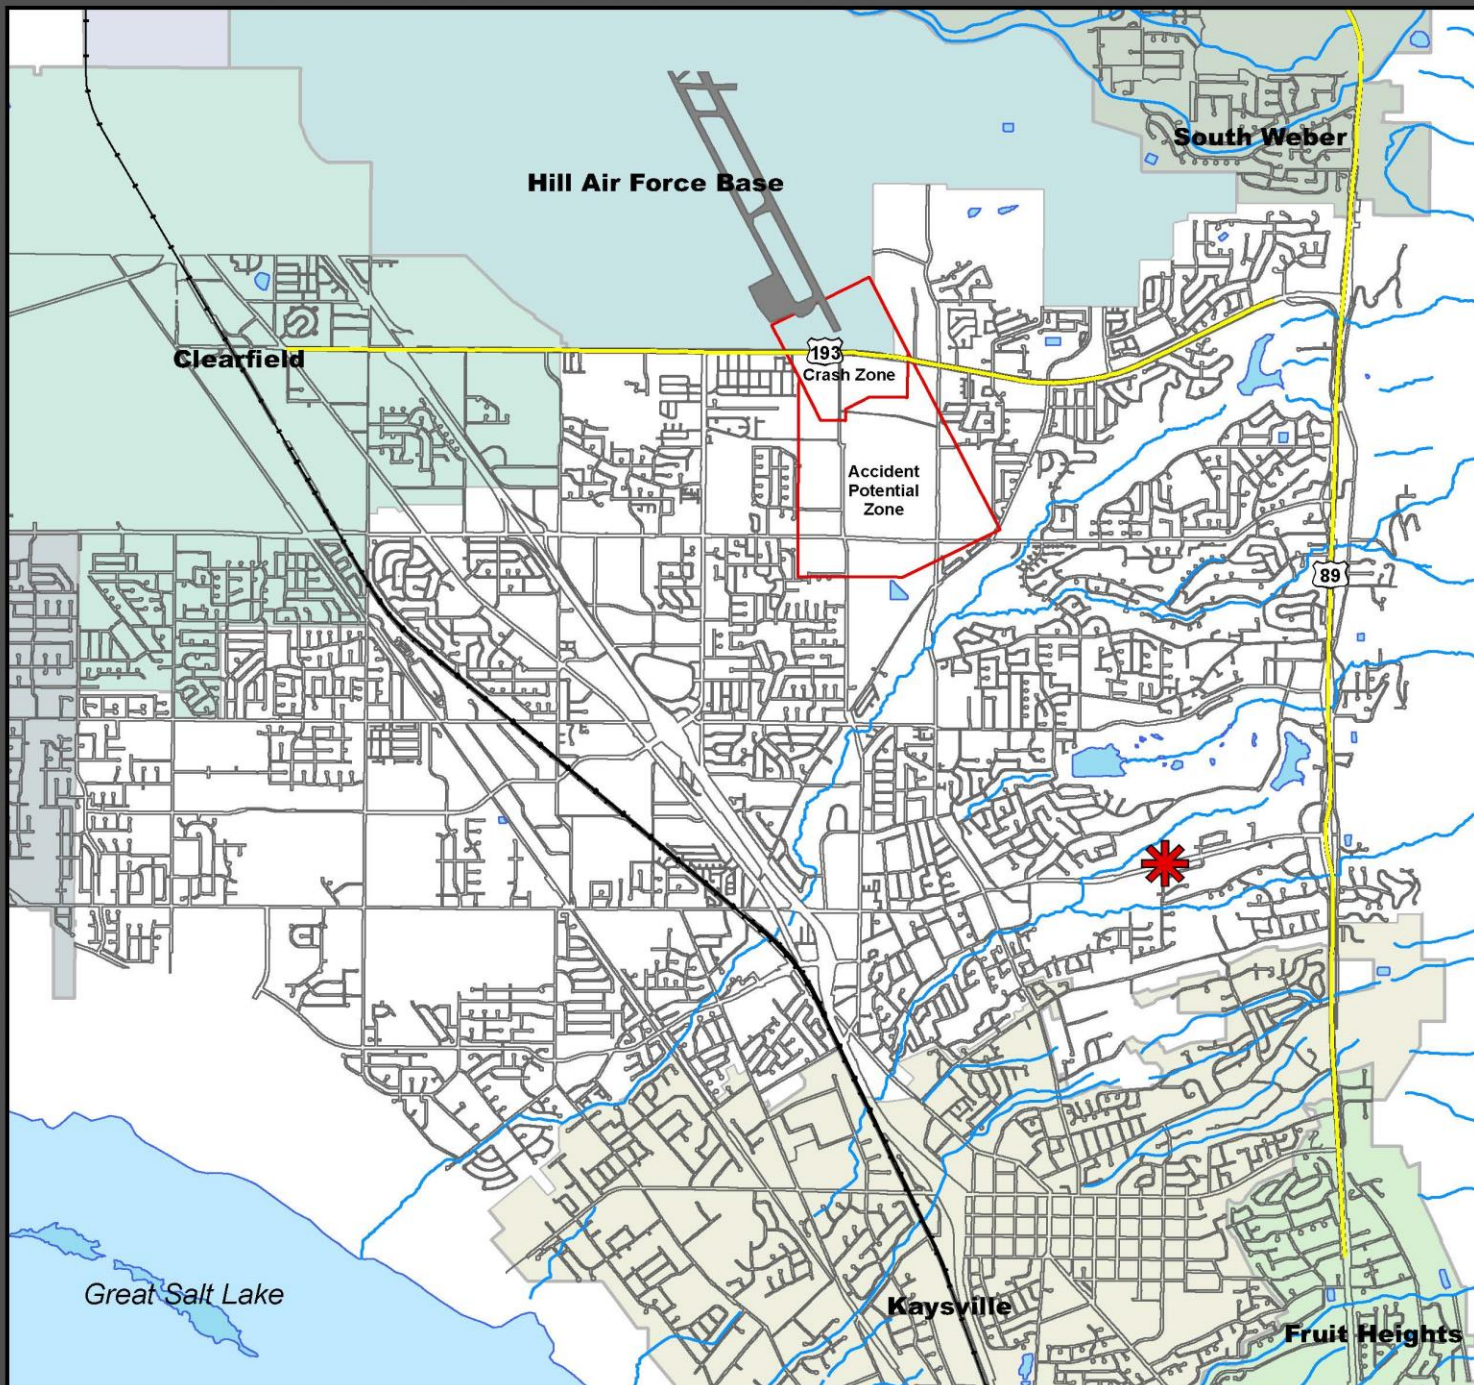 South Weber
Hill Air Force Base
193
Clearfield
Crash Zone
Accident
Potential
Zone
89
Great Salt Lake
Kaysville
Fruit Heights